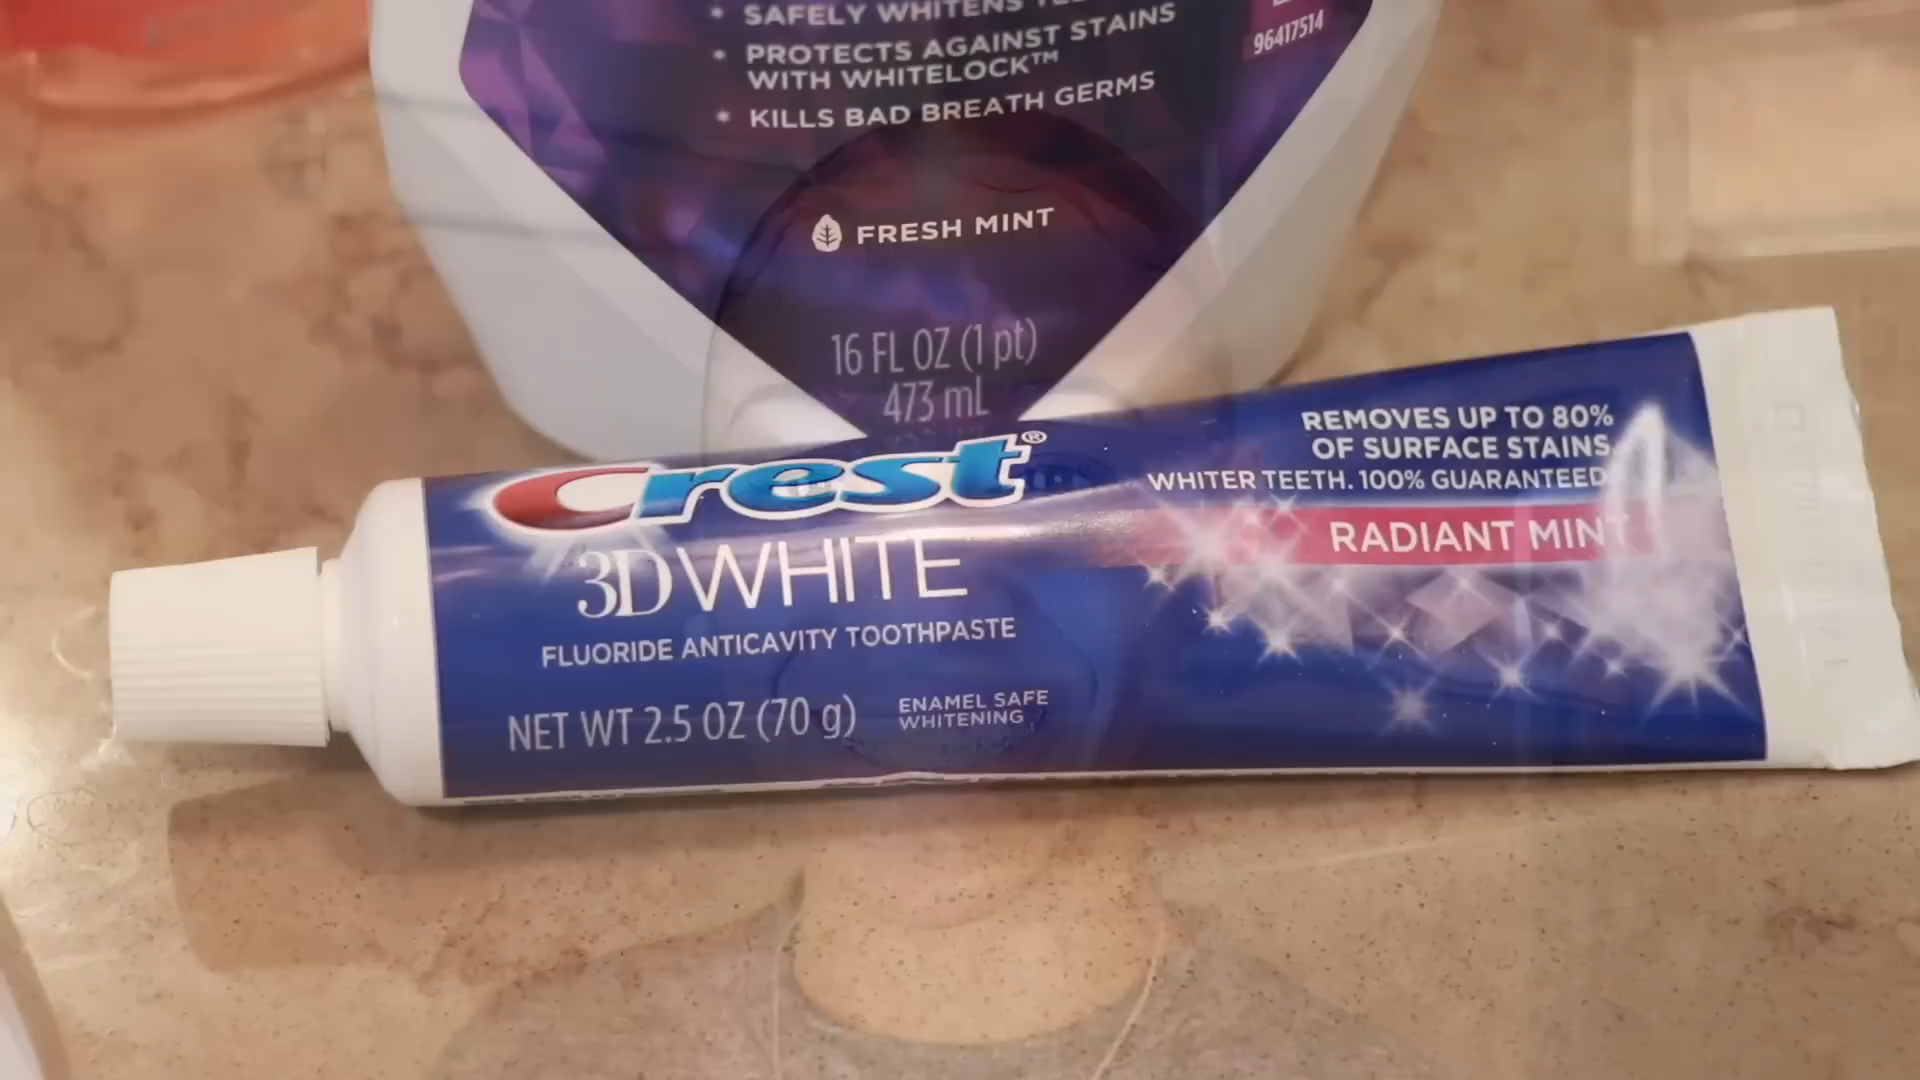 * SAFELY WHITENS
* PROTECTS AGAINST STAINS
WITH WHITELOCK™
* KILLS BAD BREATH GERMS
96417514
FRESH MINT
16 FL OZ (1 pt)
473 mL
Crest®
3D WHITE
FLUORIDE ANTICAVITY TOOTHPASTE
NET WT 2.5 OZ (70 g)
ENAMEL SAFE
WHITENING
REMOVES UP TO 80%
OF SURFACE STAINS.
WHITER TEETH. 100% GUARANTEED
RADIANT MINT